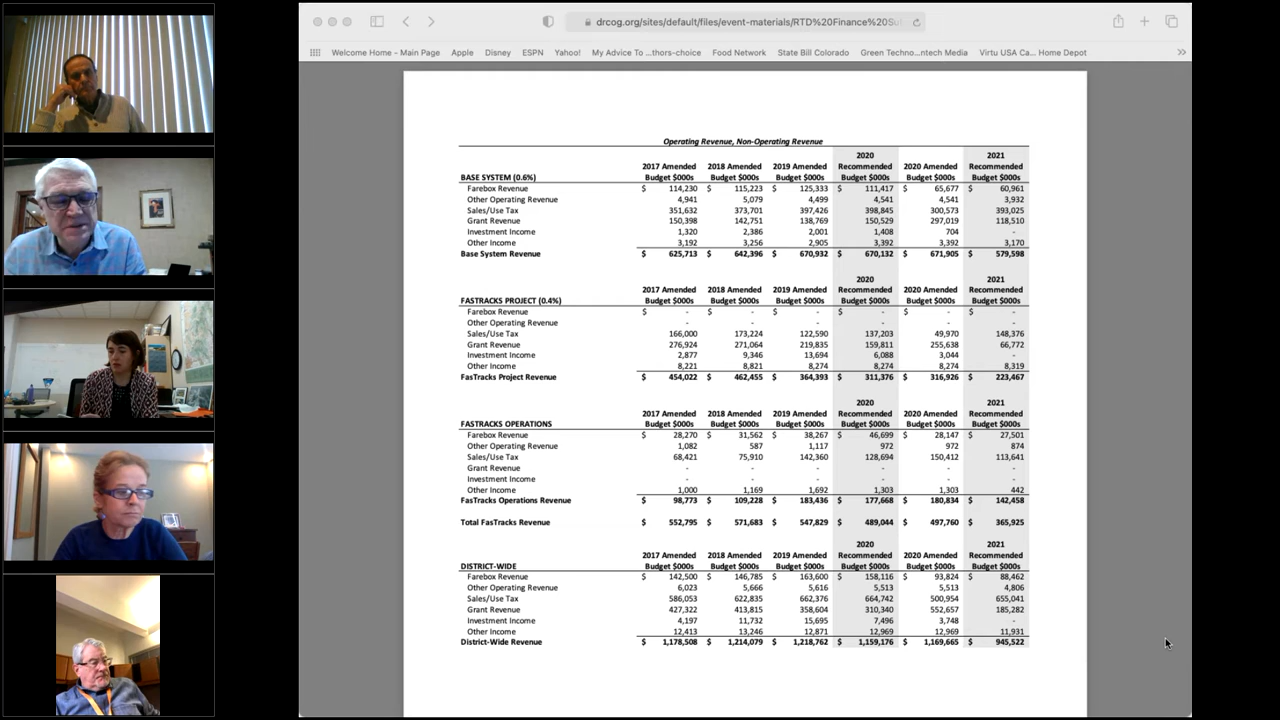 drcog.org/sites/default/files/event-materials/RTD%20Finance%20Su
Welcome Home - Main Page Apple Disney ESPN Yahoo! My Advice To ...thors-choice Food Network State Bill Colorado Green Techno...ntech Media Virtu USA Ca... Home Depot
Operating Revenue, Non-Operating Revenue
2020 2021
2017 Amended 2018 Amended 2019 Amended Recommended 2020 Amended Recommended
BASE SYSTEM (0.6%) Budget $000s Budget $000s Budget $000s Budget $000s Budget $000s Budget $000s
Farebox Revenue $ 114,230 $ 115,223 $ 125,333 $ 111,417 $ 65,677 $ 60,961
Other Operating Revenue 4,941 5,079 4,499 4,541 4,541 3,932
Sales/Use Tax 351,632 373,701 397,426 398,845 300,573 393,025
Grant Revenue 150,398 142,751 138,769 150,529 297,019 118,510
Investment Income 1,320 2,386 2,001 1,408 704 -
Other Income 3,192 3,256 2,905 3,392 3,392 3,170
Base System Revenue $ 625,713 $ 642,396 $ 670,932 $ 670,132 $ 671,905 $ 579,598
2020 2021
2017 Amended 2018 Amended 2019 Amended Recommended 2020 Amended Recommended
FASTRACKS PROJECT (0.4%) Budget $000s Budget $000s Budget $000s Budget $000s Budget $000s Budget $000s
Farebox Revenue $ - $ - $ - $ - $ - $ -
Other Operating Revenue - - - - - -
Sales/Use Tax 166,000 173,224 122,590 137,203 49,970 148,376
Grant Revenue 276,924 271,064 219,835 159,811 255,638 66,772
Investment Income 2,877 9,346 13,694 6,088 3,044 -
Other Income 8,221 8,821 8,274 8,274 8,274 8,319
FasTracks Project Revenue $ 454,022 $ 462,455 $ 364,393 $ 311,376 $ 316,926 $ 223,467
2020 2021
2017 Amended 2018 Amended 2019 Amended Recommended 2020 Amended Recommended
FASTRACKS OPERATIONS Budget $000s Budget $000s Budget $000s Budget $000s Budget $000s Budget $000s
Farebox Revenue $ 28,270 $ 31,562 $ 38,267 $ 46,699 $ 28,147 $ 27,501
Other Operating Revenue 1,082 587 1,117 972 972 874
Sales/Use Tax 68,421 75,910 142,360 128,694 150,412 113,641
Grant Revenue - - - - - -
Investment Income - - - - - -
Other Income 1,000 1,169 1,692 1,303 1,303 442
FasTracks Operations Revenue $ 98,773 $ 109,228 $ 183,436 $ 177,668 $ 180,834 $ 142,458
Total FasTracks Revenue $ 552,795 $ 571,683 $ 547,829 $ 489,044 $ 497,760 $ 365,925
2020 2021
2017 Amended 2018 Amended 2019 Amended Recommended 2020 Amended Recommended
DISTRICT-WIDE Budget $000s Budget $000s Budget $000s Budget $000s Budget $000s Budget $000s
Farebox Revenue $ 142,500 $ 146,785 $ 163,600 $ 158,116 $ 93,824 $ 88,462
Other Operating Revenue 6,023 5,666 5,616 5,513 5,513 4,806
Sales/Use Tax 586,053 622,835 662,376 664,742 500,954 655,041
Grant Revenue 427,322 413,815 358,604 310,340 552,657 185,282
Investment Income 4,197 11,732 15,695 7,496 3,748 -
Other Income 12,413 13,246 12,871 12,969 12,969 11,931
District-Wide Revenue $ 1,178,508 $ 1,214,079 $ 1,218,762 $ 1,159,176 $ 1,169,665 $ 945,522